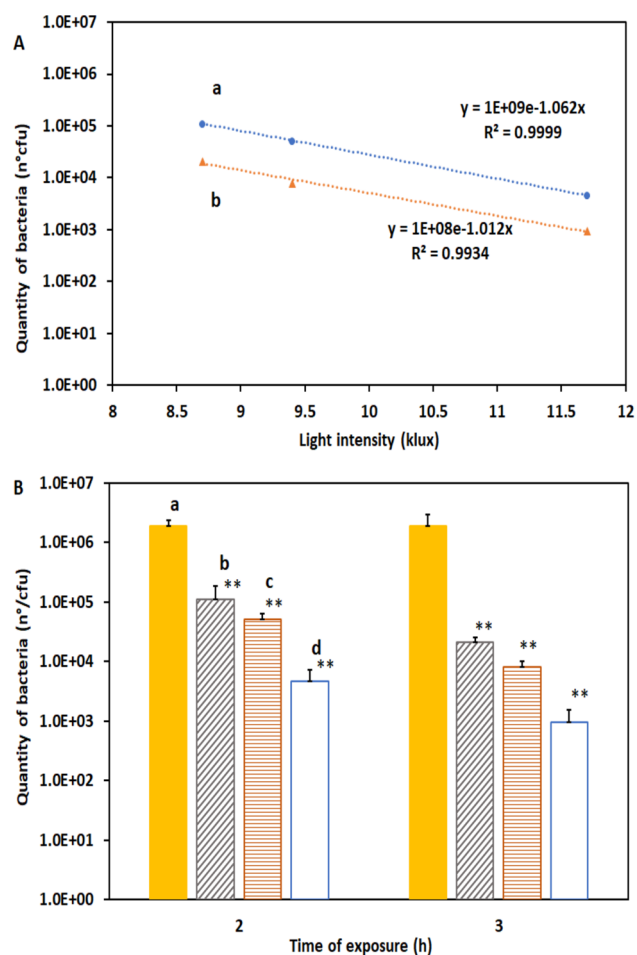 A
1.0E+07
1.0E+06
1.0E+05
1.0E+04
1.0E+03
1.0E+02
1.0E+01
1.0E+00
Quantity of bacteria (n°cfu)
a
b
y = 1E+09e-1.062x
R² = 0.9999
y = 1E+08e-1.012x
R² = 0.9934
8 8.5 9 9.5 10 10.5 11 11.5 12
Light intensity (klux)
B
1.0E+07
1.0E+06
1.0E+05
1.0E+04
1.0E+03
1.0E+02
1.0E+01
1.0E+00
Quantity of bacteria (n°/cfu)
a
b
**
c
**
d
**
**
**
**
2 3
Time of exposure (h)